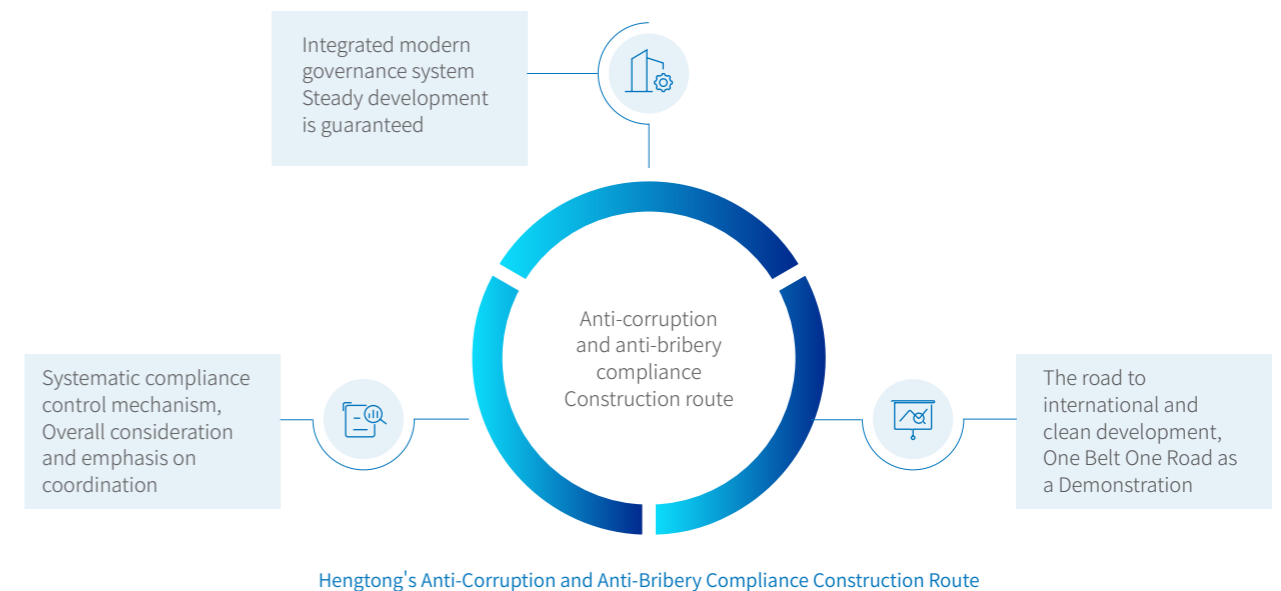 Integrated modern
governance system
Steady development
is guaranteed
Anti-corruption
and anti-bribery
compliance
Construction route
Systematic compliance
control mechanism,
Overall consideration
and emphasis on
coordination
The road to
international and
clean development,
One Belt One Road as
a Demonstration
Hengtong's Anti-Corruption and Anti-Bribery Compliance Construction Route